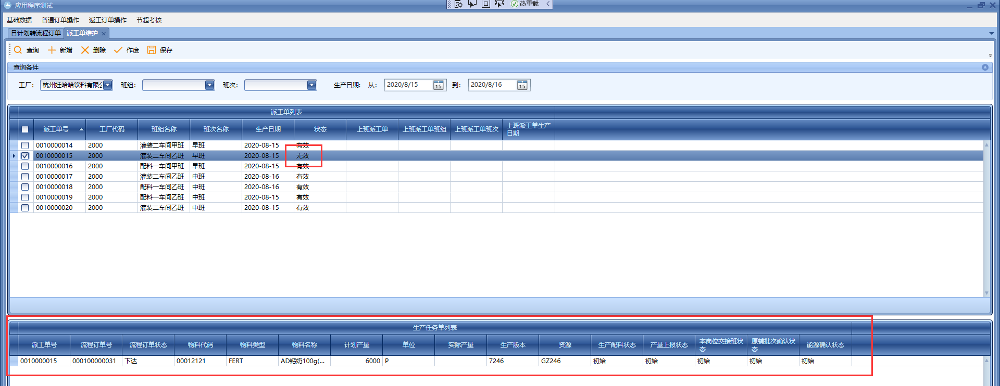 应用程序测试
热重载
基础数据 普通订单操作 返工订单操作 节超考核
日计划转流程订单 派工单维护
查询 新增 删除 作废 保存
查询条件
工厂: 杭州娃哈哈饮料有限公 班组: 班次: 生产日期: 从: 2020/8/15 15 到: 2020/8/16 15
派工单列表
派工单号 工厂代码 班组名称 班次名称 生产日期 状态 上班派工单 上班派工单班组 上班派工单班次 上班派工单生产日期
0010000014 2000 灌装二车间甲班 早班 2020-08-15 有效
0010000015 2000 灌装二车间乙班 早班 2020-08-15 无效
0010000016 2000 配料一车间甲班 早班 2020-08-15 有效
0010000017 2000 灌装二车间乙班 中班 2020-08-16 有效
0010000018 2000 配料一车间乙班 中班 2020-08-16 有效
0010000019 2000 配料一车间乙班 中班 2020-08-15 有效
0010000020 2000 灌装二车间乙班 中班 2020-08-15 有效
生产任务单列表
派工单号 流程订单号 流程订单状态 物料代码 物料类型 物料名称 计划产量 单位 实际产量 生产版本 资源 生产配料状态 产量上报状态 本岗位交接班状态 原辅批次确认状态 能源确认状态
0010000015 000100000031 下达 00012121 FERT AD钙奶100g(... 6000 P 7246 GZ246 初始 初始 初始 初始 初始